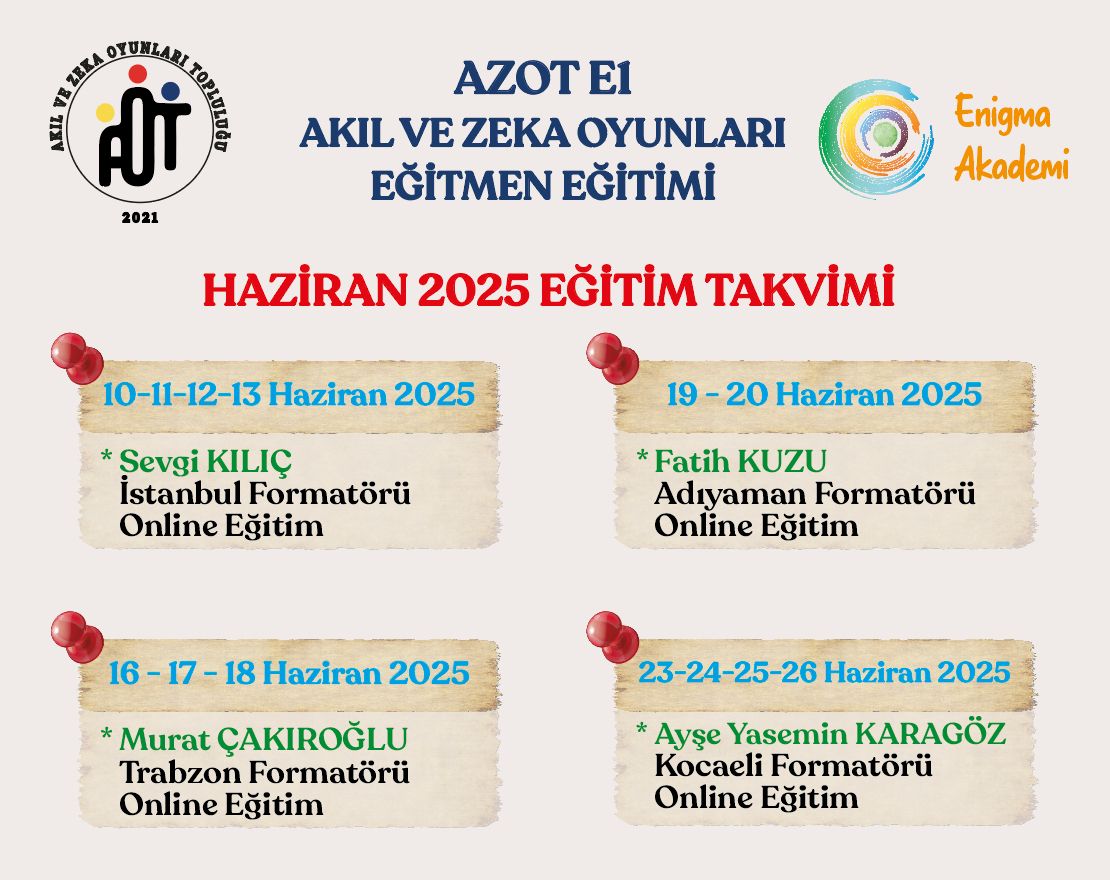 AKIL VE ZEKA OYUNLARI TOPLULUĞU
AOT
2021
AZOT E1
AKIL VE ZEKA OYUNLARI
EĞİTMEN EĞİTİMİ
Enigma
Akademi
HAZİRAN 2025 EĞİTİM TAKVİMİ
10-11-12-13 Haziran 2025
* Sevgi KILIÇ
İstanbul Formatörü
Online Eğitim
19 - 20 Haziran 2025
* Fatih KUZU
Adıyaman Formatörü
Online Eğitim
16 - 17 - 18 Haziran 2025
* Murat ÇAKIROĞLU
Trabzon Formatörü
Online Eğitim
23-24-25-26 Haziran 2025
* Ayşe Yasemin KARAGÖZ
Kocaeli Formatörü
Online Eğitim